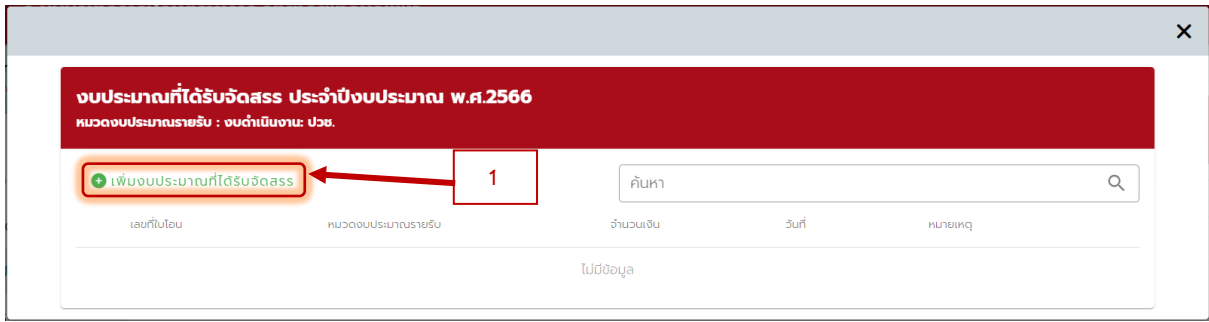 งบประมาณที่ได้รับจัดสรร ประจำปีงบประมาณ พ.ศ.2566
หมวดงบประมาณรายรับ : งบดำเนินงาน: ปวช.
เพิ่มงบประมาณที่ได้รับจัดสรร
1
ค้นหา
เลขที่ใบโอน หมวดงบประมาณรายรับ จำนวนเงิน วันที่ หมายเหตุ
ไม่มีข้อมูล